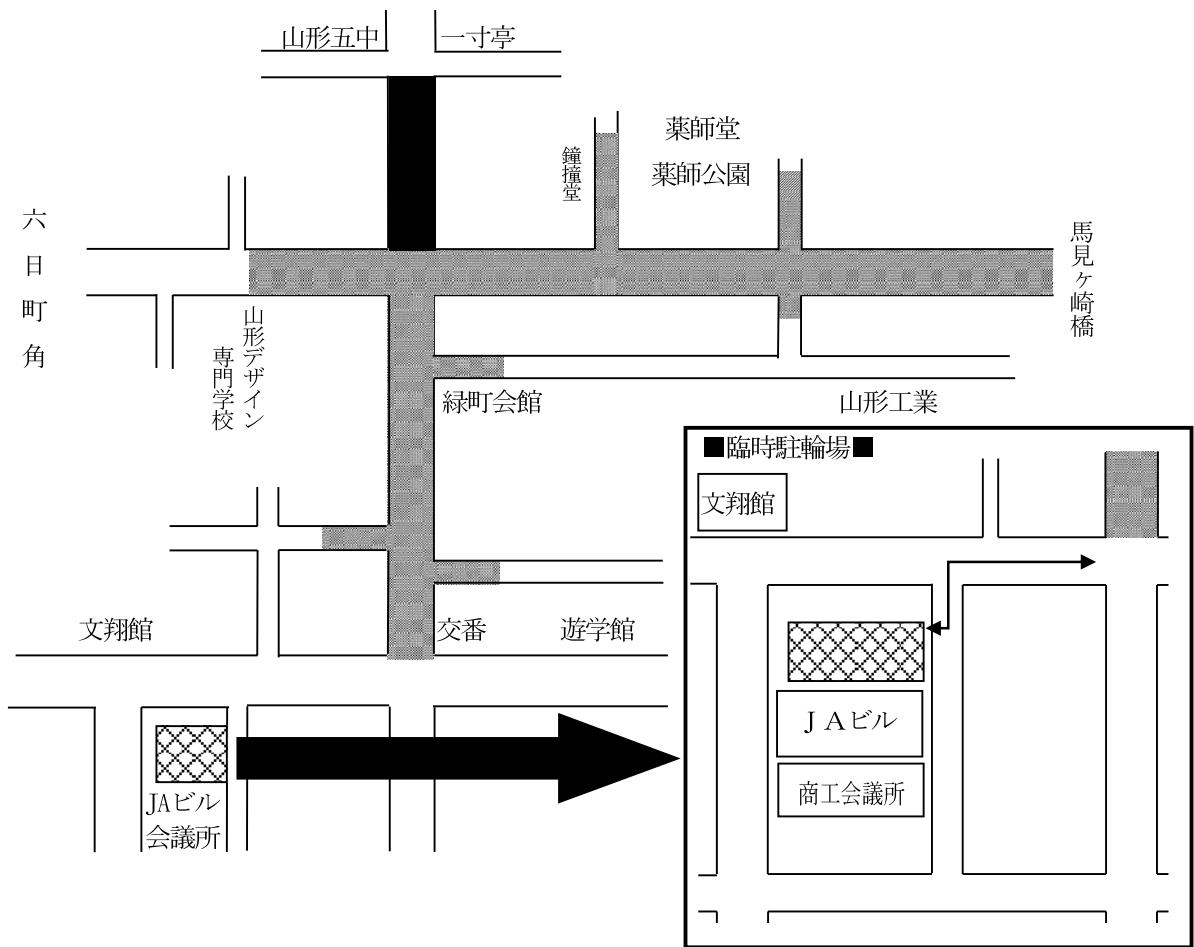 山形五中
一寸亭
薬師堂
薬師公園
鐘撞堂
六日町角
馬見ヶ崎橋
山形デザイン
専門学校
緑町会館
山形工業
■臨時駐輪場■
文翔館
文翔館
交番
遊学館
ＪＡビル
商工会議所
JAビル
会議所